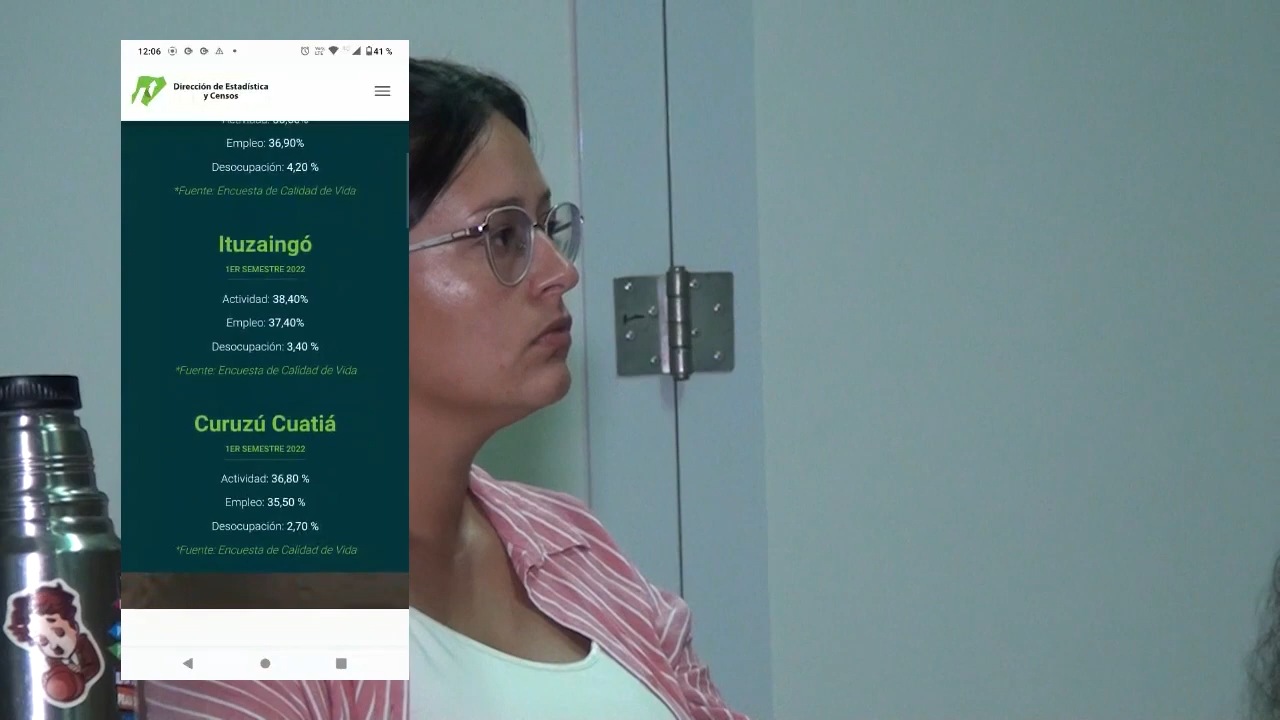 12:06
41 %
Dirección de Estadística
y Censos
Empleo: 36,90%
Desocupación: 4,20 %
*Fuente: Encuesta de Calidad de Vida
Ituzaingó
1ER SEMESTRE 2022
Actividad: 38,40%
Empleo: 37,40%
Desocupación: 3,40 %
*Fuente: Encuesta de Calidad de Vida
Curuzú Cuatiá
1ER SEMESTRE 2022
Actividad: 36,80 %
Empleo: 35,50 %
Desocupación: 2,70 %
*Fuente: Encuesta de Calidad de Vida